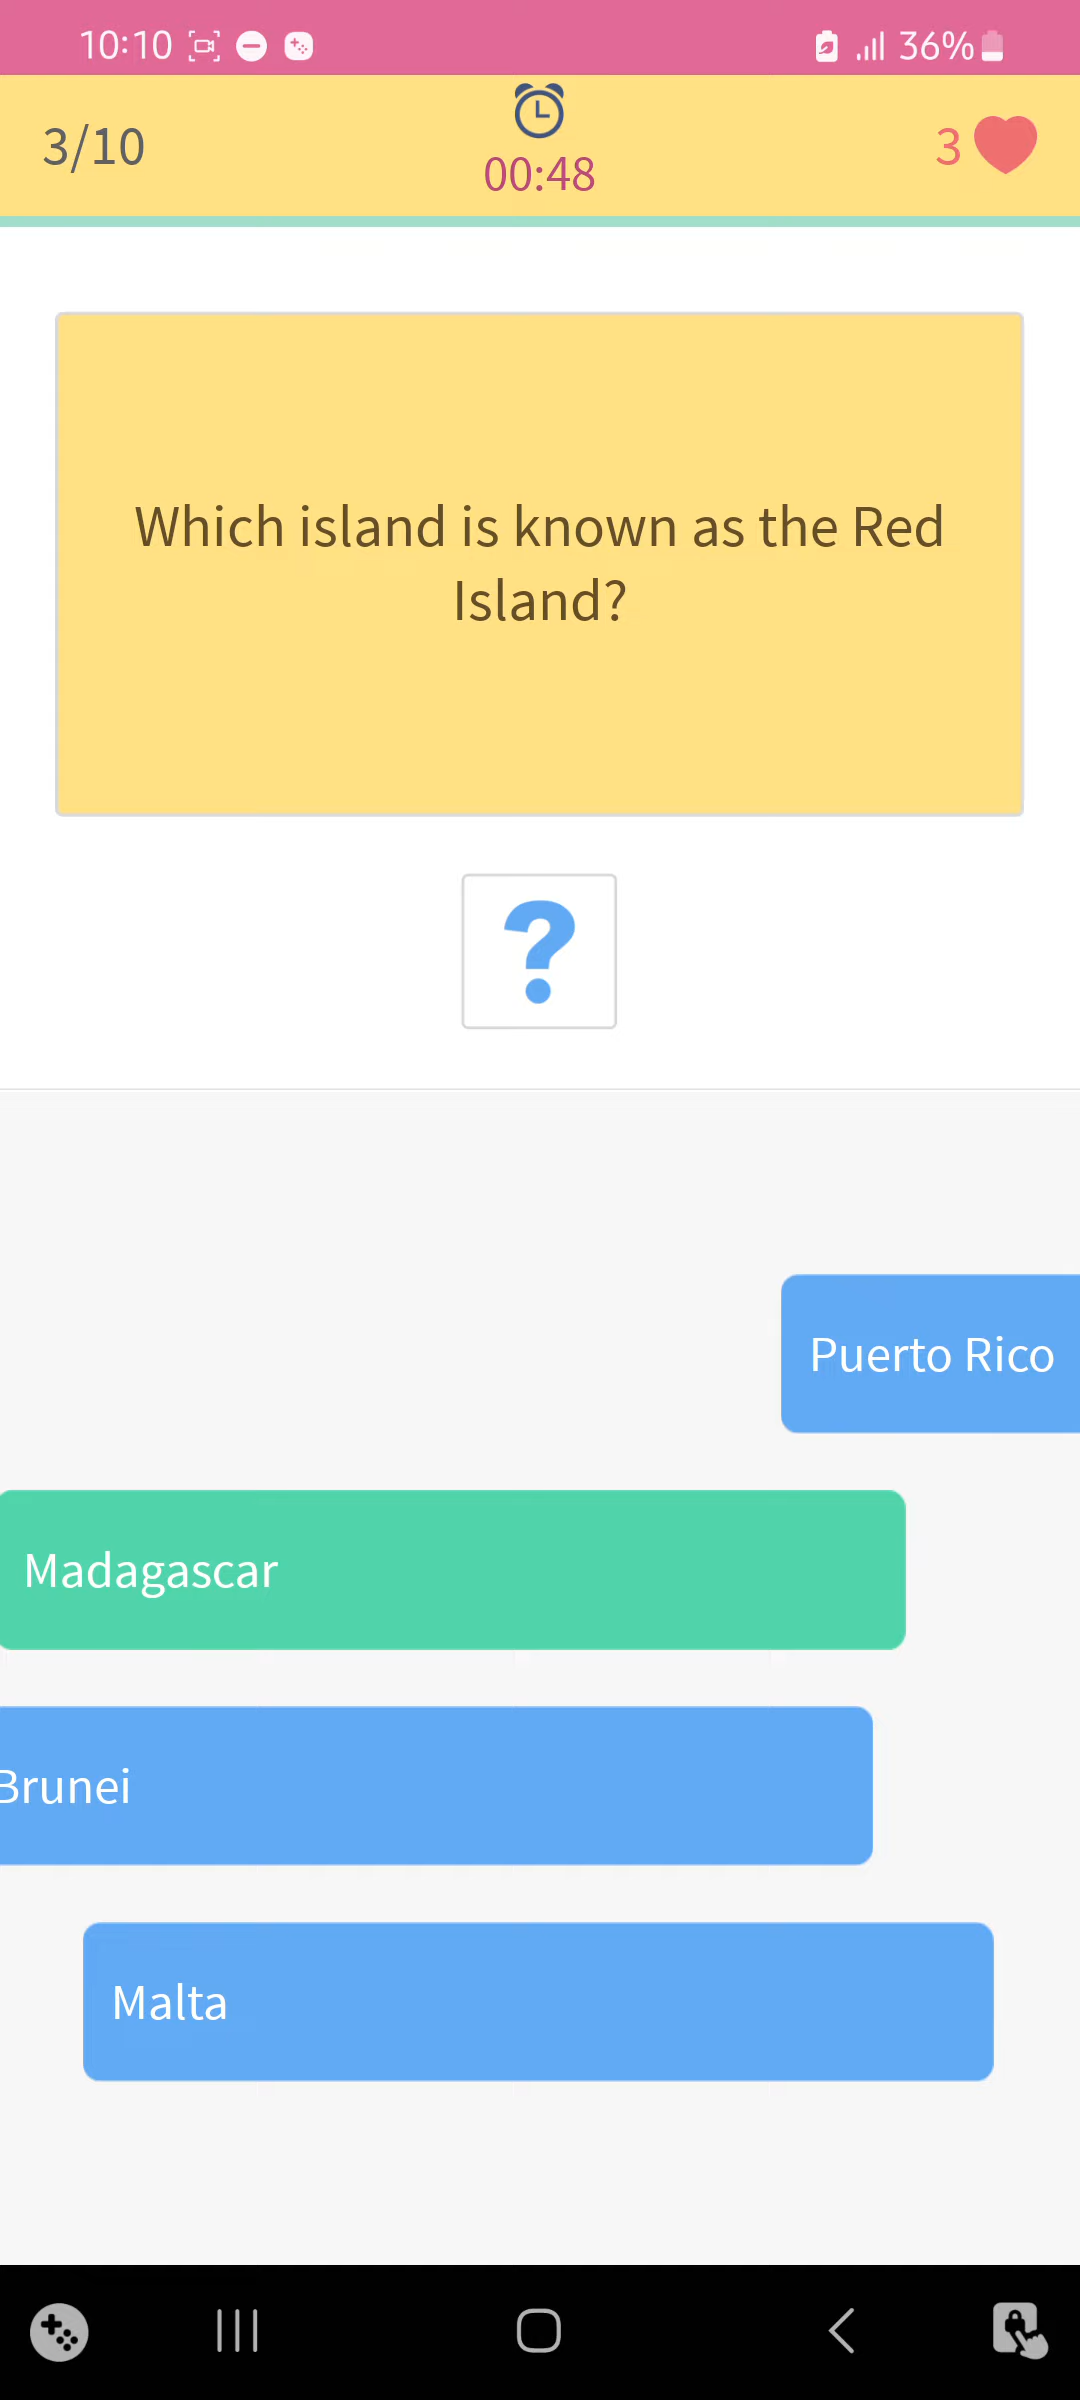 10:10
36%
3/10
00:48
3
Which island is known as the Red
Island?
?
Puerto Rico
Madagascar
Brunei
Malta